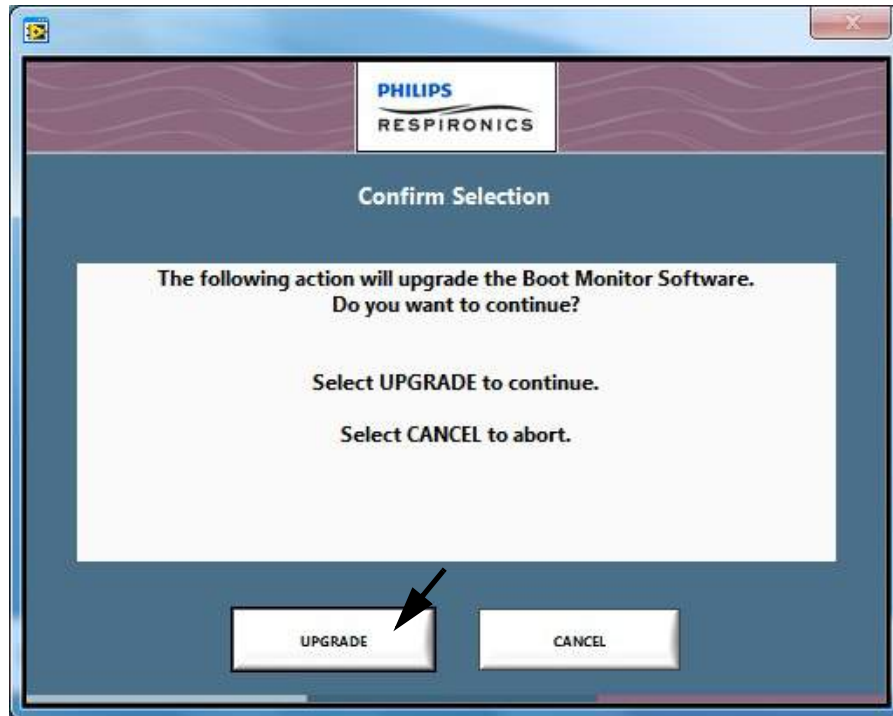 PHILIPS
RESPIRONICS
Confirm Selection
The following action will upgrade the Boot Monitor Software.
Do you want to continue?
Select UPGRADE to continue.
Select CANCEL to abort.
UPGRADE
CANCEL